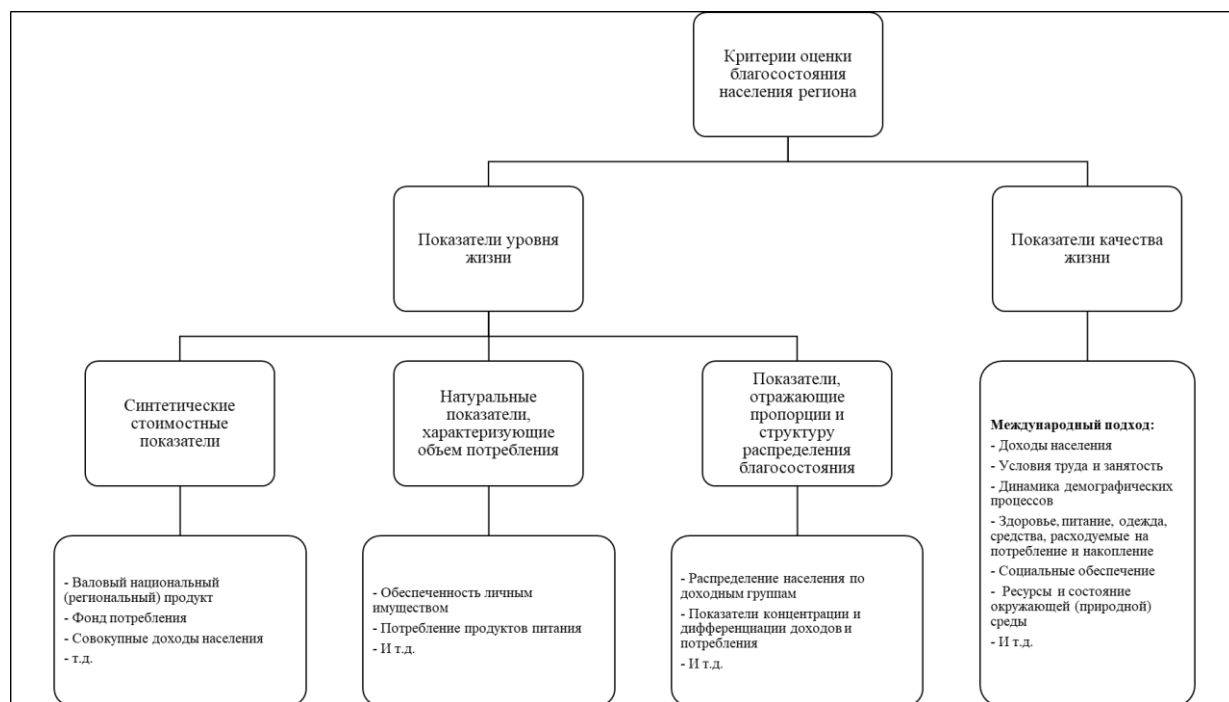 Критерии оценки
благосостояния
населения региона
Показатели уровня
жизни
Показатели качества
жизни
Синтетические
стоимостные
показатели
Натуральные
показатели,
характеризующие
объем потребления
Показатели,
отражающие
пропорции и
структуру
распределения
благосостояния
- Валовый национальный
(региональный) продукт
- Фонд потребления
- Совокупные доходы населения
- т.д.
- Обеспеченность личным
имуществом
- Потребление продуктов питания
- И т.д.
- Распределение населения по
доходным группам
- Показатели концентрации и
дифференциации доходов и
потребления
- И т.д.
Международный подход:
- Доходы населения
- Условия труда и занятость
- Динамика демографических
процессов
- Здоровье, питание, одежда,
средства, расходуемые на
потребление и накопление
- Социальные обеспечение
- Ресурсы и состояние
окружающей (природной)
среды
- И т.д.